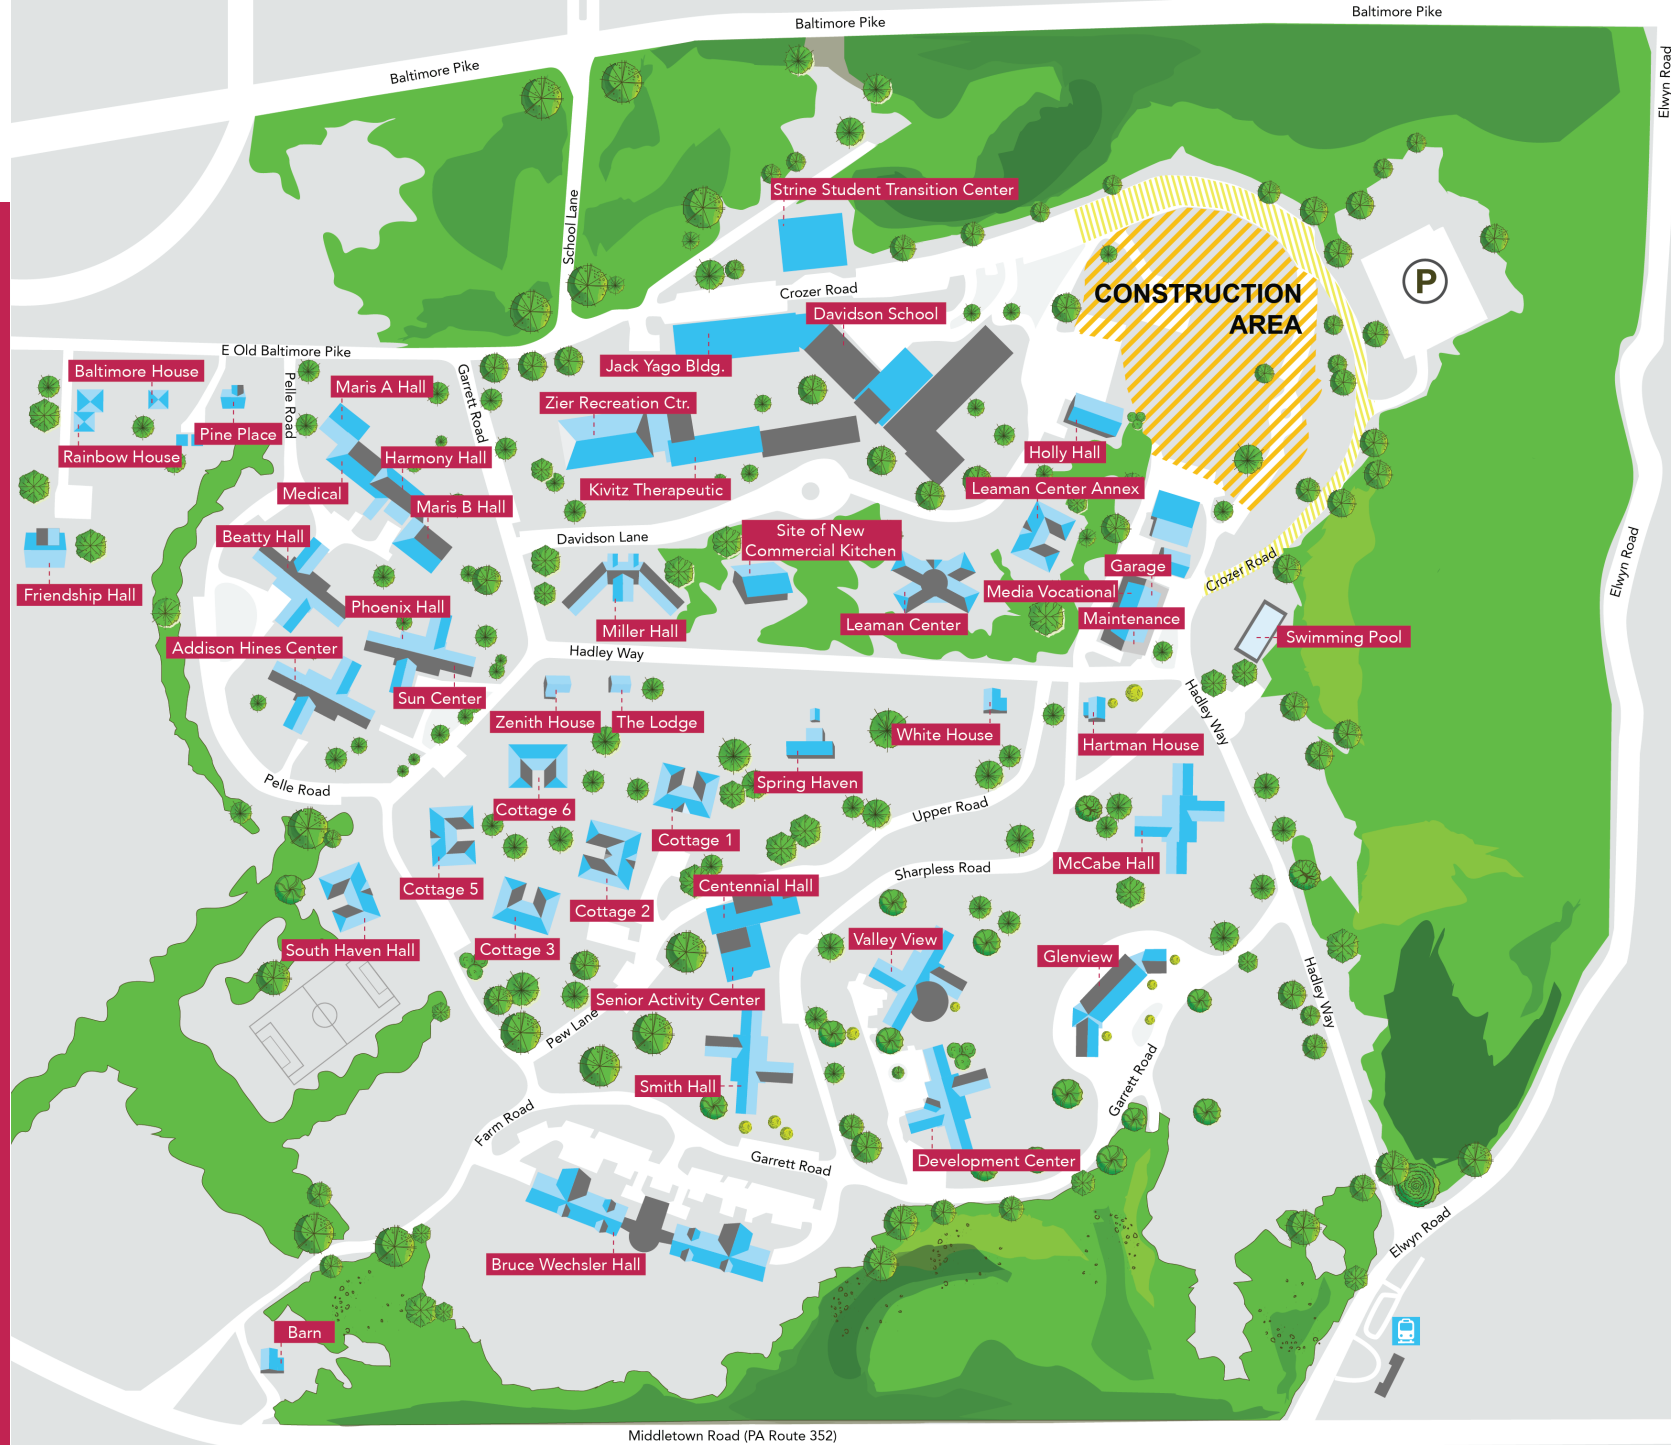 Baltimore Pike
Baltimore Pike
Baltimore Pike
Elwyn Road
School Lane
Strine Student Transition Center
Crozer Road
P
CONSTRUCTION
AREA
Davidson School
E Old Baltimore Pike
Jack Yago Bldg.
Baltimore House
Pelle Road
Maris A Hall
Garrett Road
Zier Recreation Ctr.
Pine Place
Rainbow House
Harmony Hall
Holly Hall
Medical
Kivitz Therapeutic
Leaman Center Annex
Maris B Hall
Beatty Hall
Davidson Lane
Site of New
Commercial Kitchen
Garage
Crozer Road
Elwyn Road
Friendship Hall
Media Vocational
Phoenix Hall
Leaman Center
Maintenance
Miller Hall
Swimming Pool
Addison Hines Center
Hadley Way
Sun Center
Zenith House
The Lodge
White House
Hadley Way
Hartman House
Pelle Road
Spring Haven
Cottage 6
Upper Road
Cottage 1
McCabe Hall
Sharpless Road
Cottage 5
Centennial Hall
Cottage 2
South Haven Hall
Cottage 3
Valley View
Glenview
Hadley Way
Senior Activity Center
Pew Lane
Smith Hall
Garrett Road
Farm Road
Garrett Road
Development Center
Elwyn Road
Bruce Wechsler Hall
Barn
Middletown Road (PA Route 352)